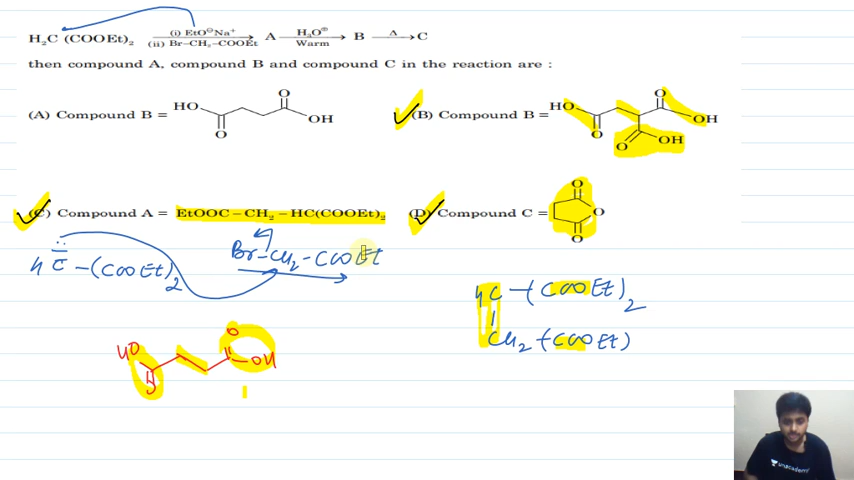 H₂C (COOEt)₂ (i) EtO⊖Na⁺ (ii) Br–CH₂–COOEt A H₃O⊕ Warm B Δ C
then compound A, compound B and compound C in the reaction are :
(A) Compound B = HO O O OH
(B) Compound B = HO O O OH O OH
(C) Compound A = EtOOC – CH₂ – HC(COOEt)₂
(D) Compound C = O O O
H C̄ –(COOEt)₂ Br–CH₂–COOEt
HC –(COOEt)₂
CH₂ (COOEt)
HO O O OH
unacademy